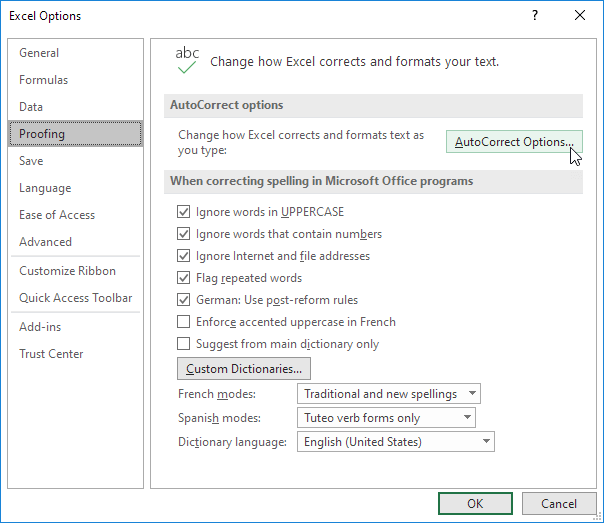 Excel Options
General
Formulas
Data
Proofing
Save
Language
Ease of Access
Advanced
Customize Ribbon
Quick Access Toolbar
Add-ins
Trust Center
abc
Change how Excel corrects and formats your text.
AutoCorrect options
Change how Excel corrects and formats text as
you type:
AutoCorrect Options...
When correcting spelling in Microsoft Office programs
Ignore words in UPPERCASE
Ignore words that contain numbers
Ignore Internet and file addresses
Flag repeated words
German: Use post-reform rules
Enforce accented uppercase in French
Suggest from main dictionary only
Custom Dictionaries...
French modes: Traditional and new spellings
Spanish modes: Tuteo verb forms only
Dictionary language: English (United States)
OK Cancel